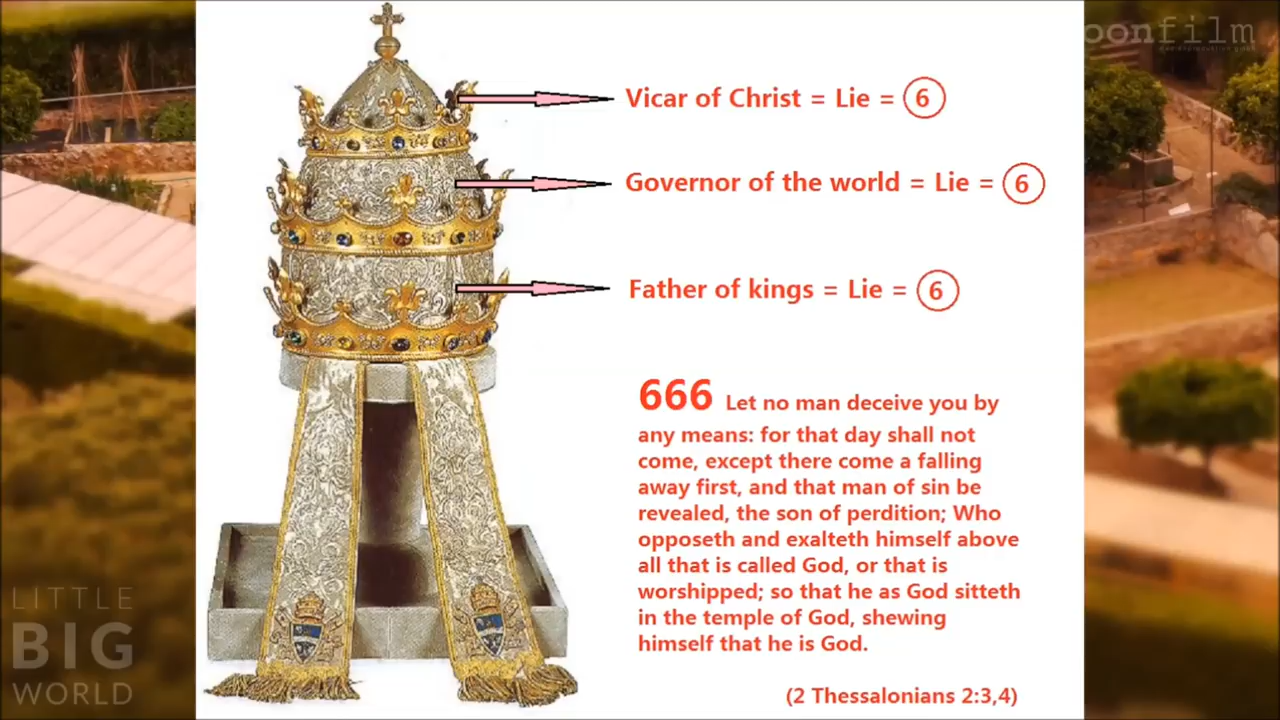 Vicar of Christ = Lie = 6
Governor of the world = Lie = 6
Father of kings = Lie = 6
666 Let no man deceive you by
any means: for that day shall not
come, except there come a falling
away first, and that man of sin be
revealed, the son of perdition; Who
opposeth and exalteth himself above
all that is called God, or that is
worshipped; so that he as God sitteth
in the temple of God, shewing
himself that he is God.
(2 Thessalonians 2:3,4)
oonfilm
LITTLE
BIG
WORLD